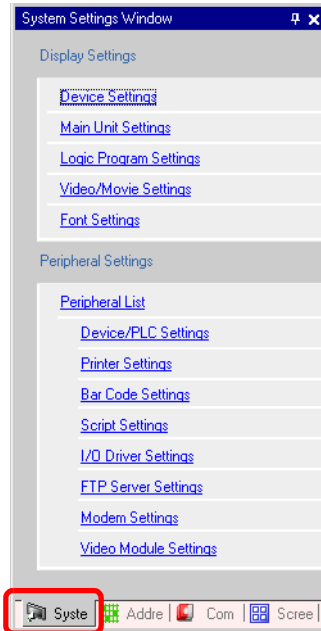 System Settings Window
Display Settings
Device Settings
Main Unit Settings
Logic Program Settings
Video/Movie Settings
Font Settings
Peripheral Settings
Peripheral List
Device/PLC Settings
Printer Settings
Bar Code Settings
Script Settings
I/O Driver Settings
FTP Server Settings
Modem Settings
Video Module Settings
Syste Addre Com Scree